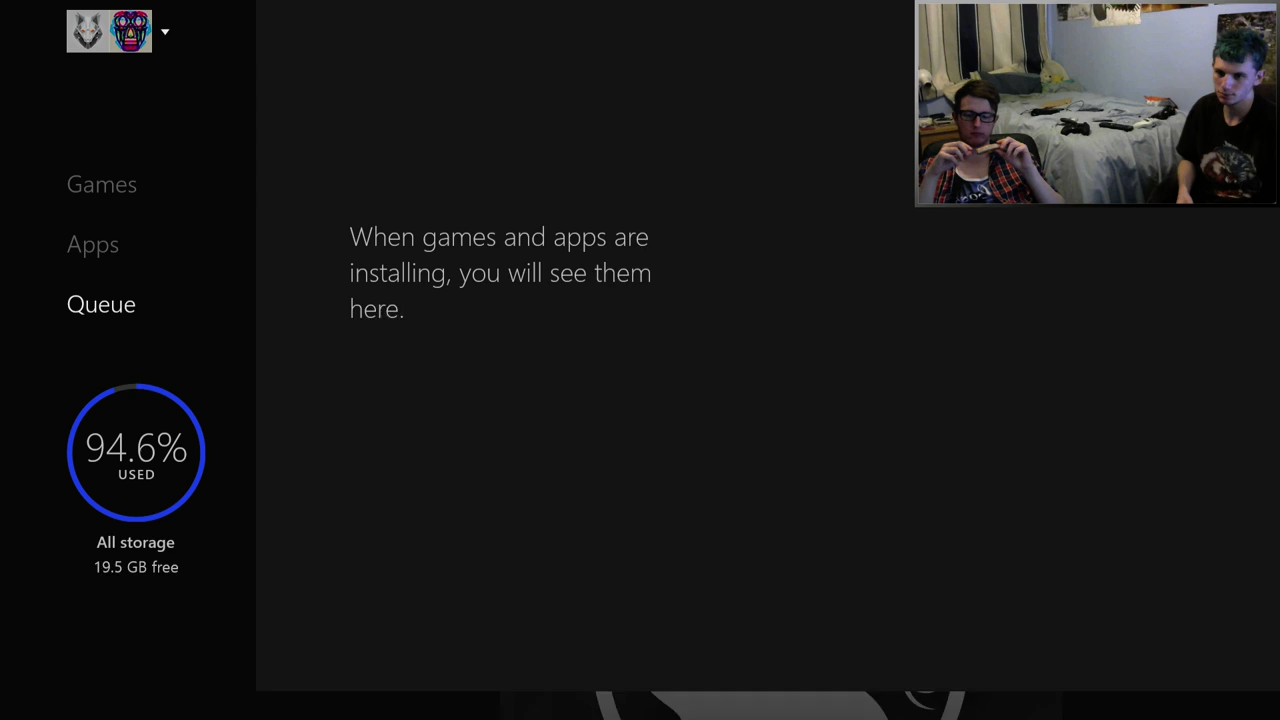 Games
Apps
Queue
94.6%
USED
All storage
19.5 GB free
When games and apps are
installing, you will see them
here.